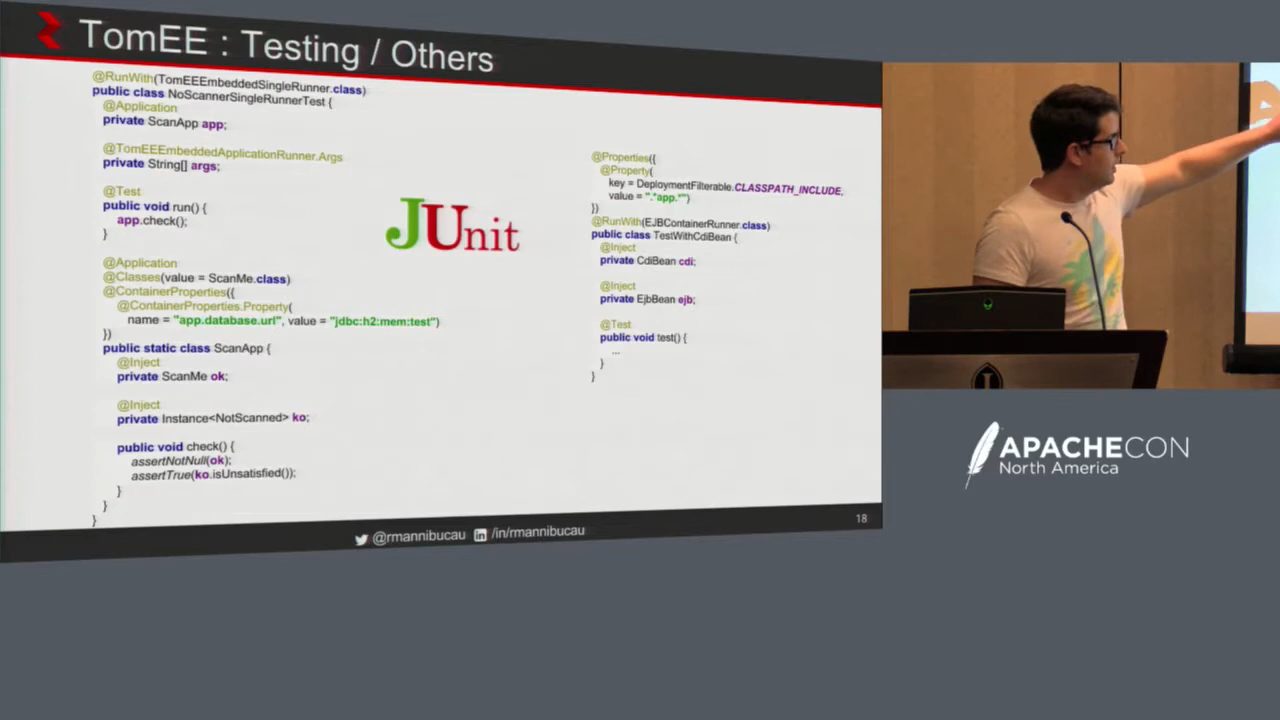 TomEE : Testing / Others
@RunWith(TomEEEmbeddedSingleRunner.class)
public class NoScannerSingleRunnerTest {
@Application
private ScanApp app;
@TomEEEmbeddedApplicationRunner.Args
private String[] args;
@Test
public void run() {
app.check();
}
@Application
@Classes(value = ScanMe.class)
@ContainerProperties({
@ContainerProperties.Property(
name = "app.database.url", value = "jdbc:h2:mem:test")
})
public static class ScanApp {
@Inject
private ScanMe ok;
@Inject
private Instance<NotScanned> ko;
public void check() {
assertNotNull(ok);
assertTrue(ko.isUnsatisfied());
}
}
}
JUnit
@Properties({
@Property(
key = DeploymentFilterable.CLASSPATH_INCLUDE,
value = ".*app.*")
})
@RunWith(EJBContainerRunner.class)
public class TestWithCdiBean {
@Inject
private CdiBean cdi;
@Inject
private EjbBean ejb;
@Test
public void test() {
...
}
}
@rmannibucau /in/rmannibucau
18
APACHECON
North America